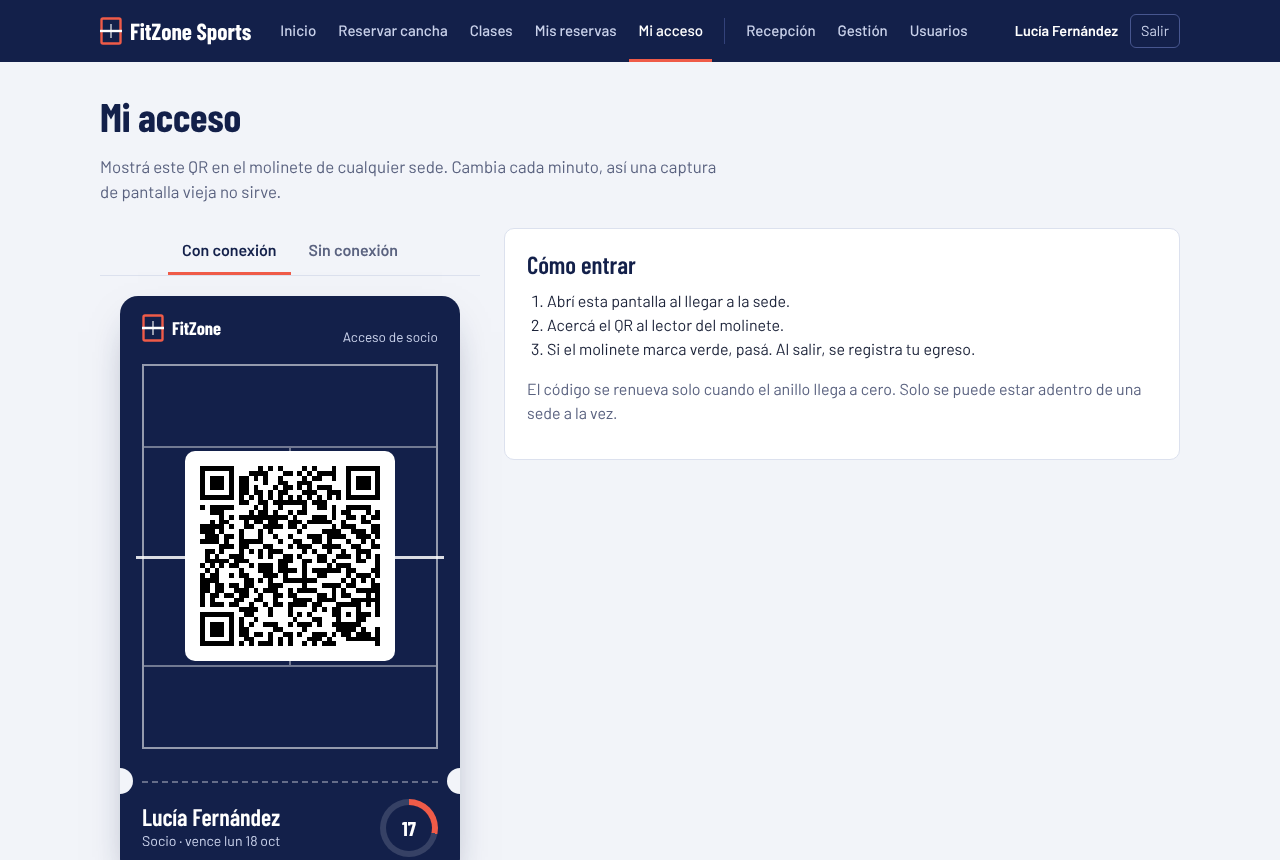 FitZone Sports
Inicio
Reservar cancha
Clases
Mis reservas
Mi acceso
Recepción
Gestión
Usuarios
Lucía Fernández
Salir
Mi acceso
Mostrá este QR en el molinete de cualquier sede. Cambia cada minuto, así una captura
de pantalla vieja no sirve.
Con conexión
Sin conexión
FitZone
Acceso de socio
Lucía Fernández
Socio · vence lun 18 oct
17
Cómo entrar
1. Abrí esta pantalla al llegar a la sede.
2. Acercá el QR al lector del molinete.
3. Si el molinete marca verde, pasá. Al salir, se registra tu egreso.
El código se renueva solo cuando el anillo llega a cero. Solo se puede estar adentro de una
sede a la vez.